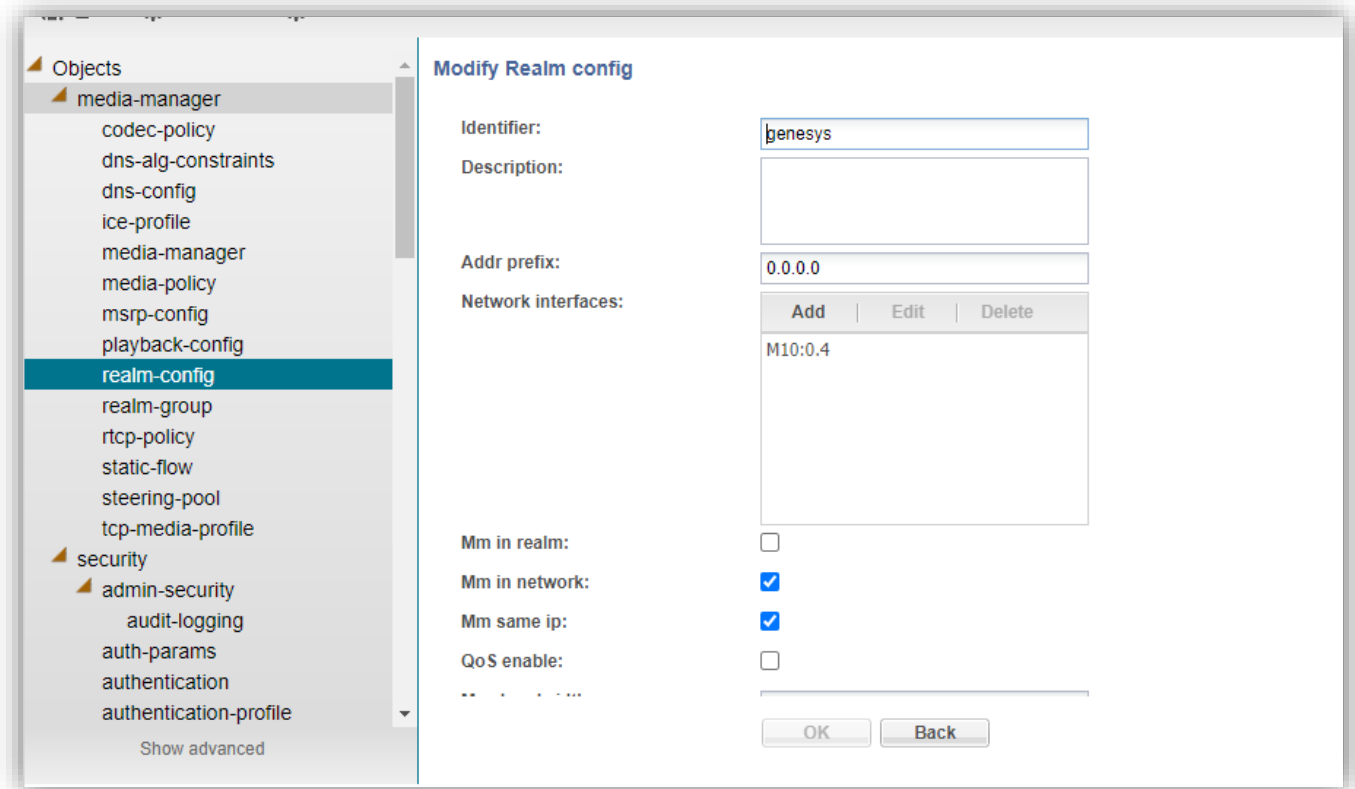 Objects
media-manager
codec-policy
dns-alg-constraints
dns-config
ice-profile
media-manager
media-policy
msrp-config
playback-config
realm-config
realm-group
rtcp-policy
static-flow
steering-pool
tcp-media-profile
security
admin-security
audit-logging
auth-params
authentication
authentication-profile
Show advanced
Modify Realm config
Identifier: genesys
Description:
Addr prefix: 0.0.0.0
Network interfaces: Add | Edit | Delete
M10:0.4
Mm in realm:
Mm in network:
Mm same ip:
QoS enable:
OK Back